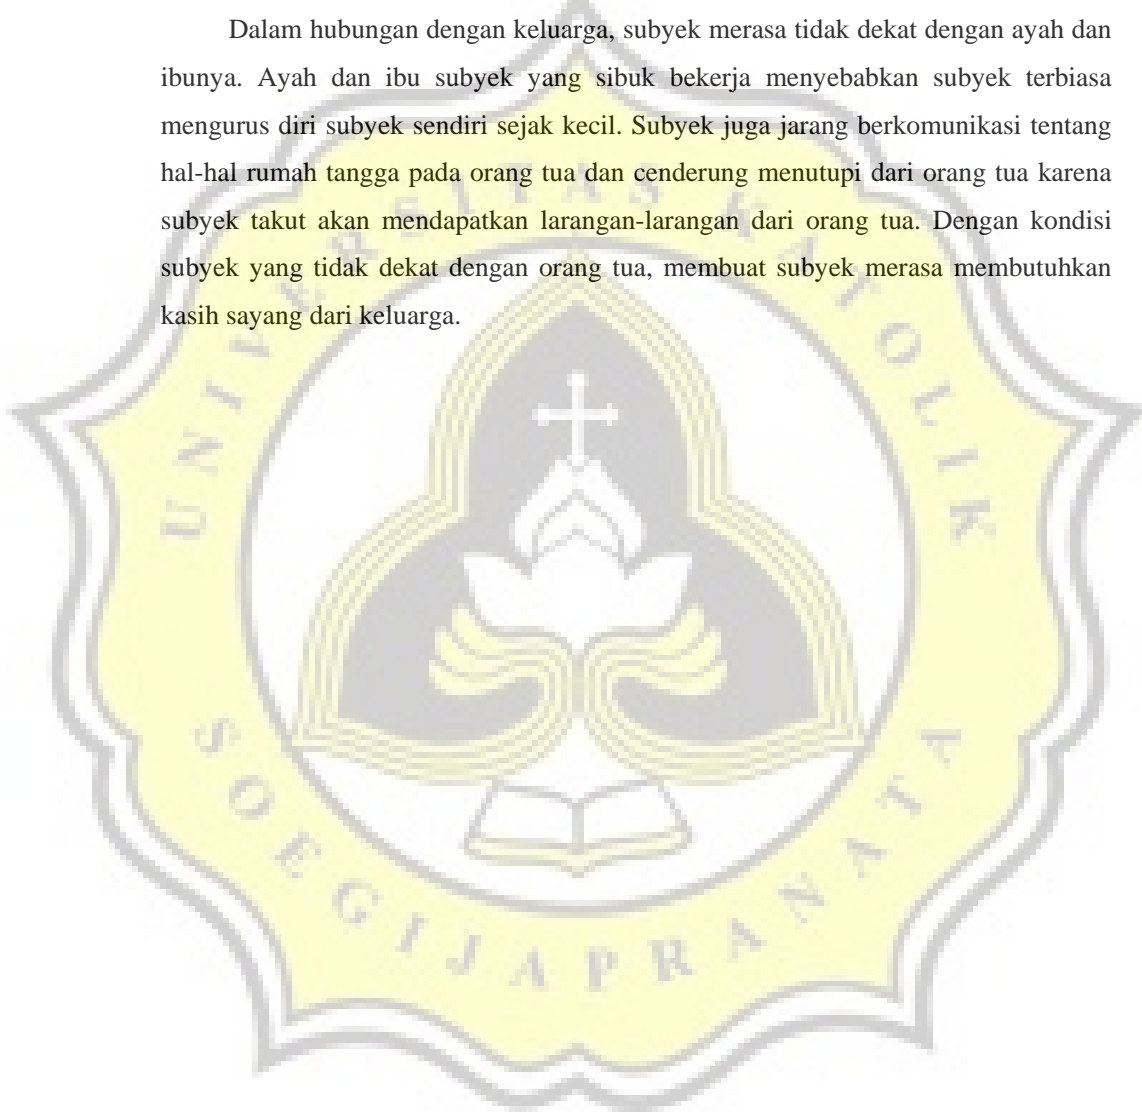 Dalam hubungan dengan keluarga, subyek merasa tidak dekat dengan ayah dan
ibunya. Ayah dan ibu subyek yang sibuk bekerja menyebabkan subyek terbiasa
mengurus diri subyek sendiri sejak kecil. Subyek juga jarang berkomunikasi tentang
hal-hal rumah tangga pada orang tua dan cenderung menutupi dari orang tua karena
subyek takut akan mendapatkan larangan-larangan dari orang tua. Dengan kondisi
subyek yang tidak dekat dengan orang tua, membuat subyek merasa membutuhkan
kasih sayang dari keluarga.
UNIVERSITAS KATOLIK
SOEGIJAPRANATA